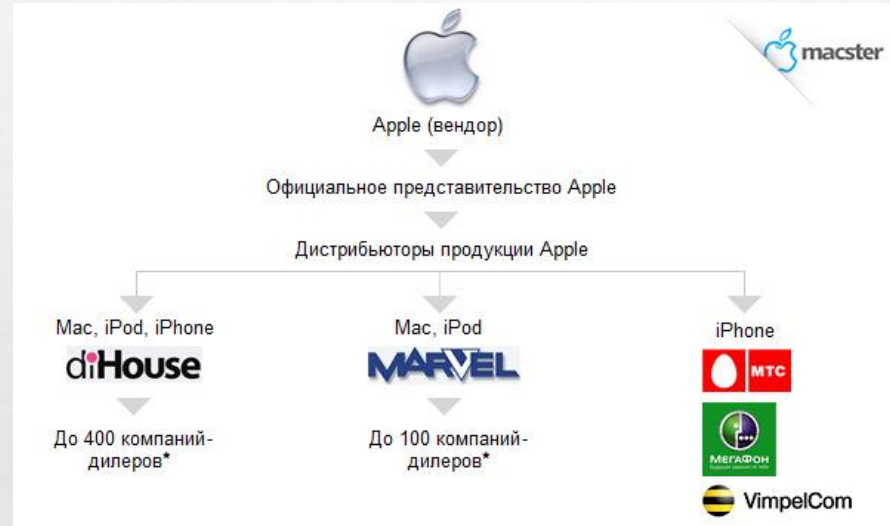 macster
Apple (вендор)
Официальное представительство Apple
Дистрибьюторы продукции Apple
Mac, iPod, iPhone
diHouse
До 400 компаний-
дилеров*
Mac, iPod
MARVEL
До 100 компаний-
дилеров*
iPhone
МТС
МЕГАФОН
VimpelCom